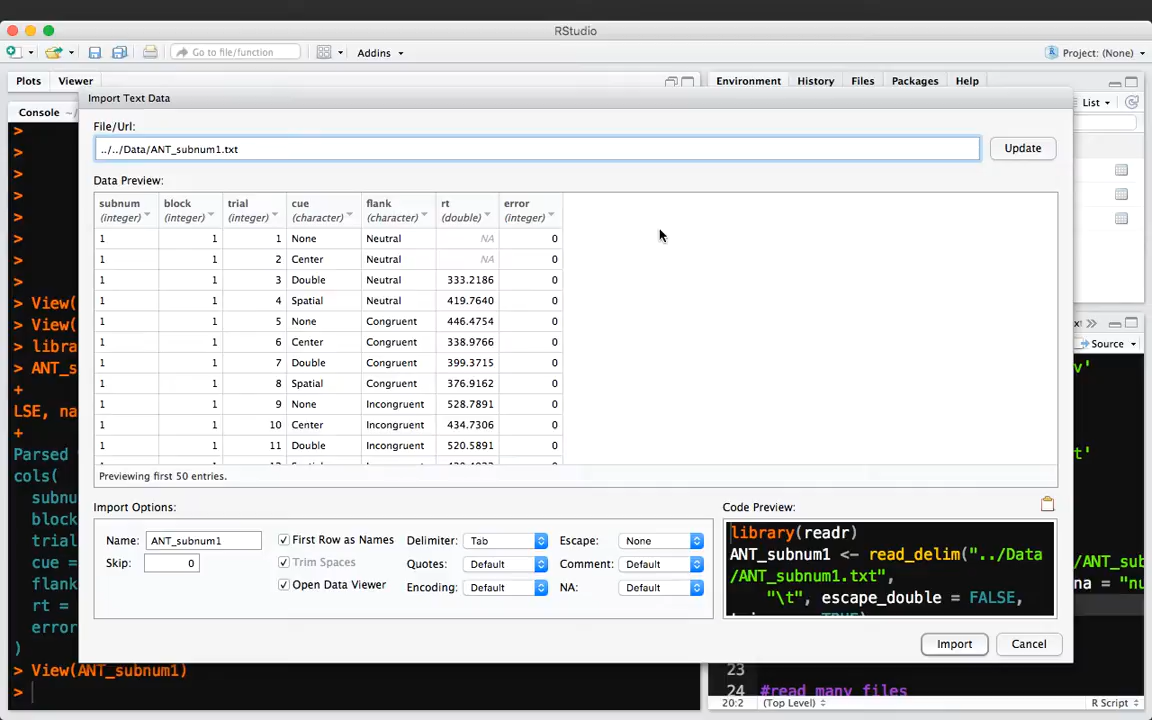 RStudio
Go to file/function
Addins
Project: (None)
Plots Viewer
Environment History Files Packages Help
Console ~/
List
Import Text Data
File/Url:
../../Data/ANT_subnum1.txt
Update
Data Preview:
subnum block trial cue flank rt error
(integer) (integer) (integer) (character) (character) (double) (integer)
1 1 1 None Neutral NA 0
1 1 2 Center Neutral NA 0
1 1 3 Double Neutral 333.2186 0
1 1 4 Spatial Neutral 419.7640 0
1 1 5 None Congruent 446.4754 0
1 1 6 Center Congruent 338.9766 0
1 1 7 Double Congruent 399.3715 0
1 1 8 Spatial Congruent 376.9162 0
1 1 9 None Incongruent 528.7891 0
1 1 10 Center Incongruent 434.7306 0
1 1 11 Double Incongruent 520.5891 0
Previewing first 50 entries.
Import Options:
Name: ANT_subnum1
Skip: 0
First Row as Names
Trim Spaces
Open Data Viewer
Delimiter: Tab
Quotes: Default
Encoding: Default
Escape: None
Comment: Default
NA: Default
Code Preview:
library(readr)
ANT_subnum1 <- read_delim("../Data
/ANT_subnum1.txt",
"\t", escape_double = FALSE,
Import
Cancel
>
>
>
>
>
>
>
>
> View(
> View(
> libra
> ANT_s
+
LSE, na
+
Parsed
cols(
subnu
block
trial
cue =
flank
rt =
error
)
> View(ANT_subnum1)
>
Source
v'
t'
/ANT_su
na = "nu
23
24 #read many files
20:2 (Top Level)
R Script